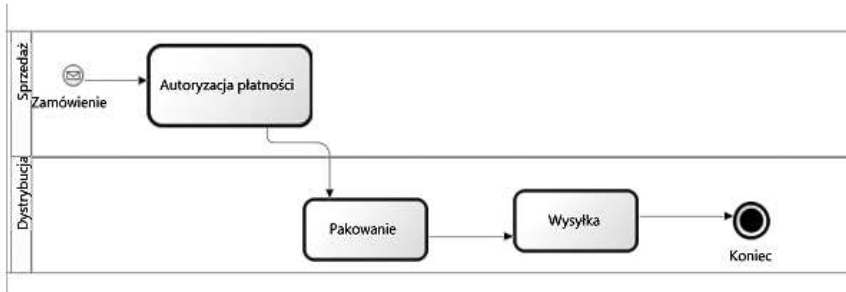 Sprzedaż
Zamówienie
Autoryzacja płatności
Dystrybucja
Pakowanie
Wysyłka
Koniec